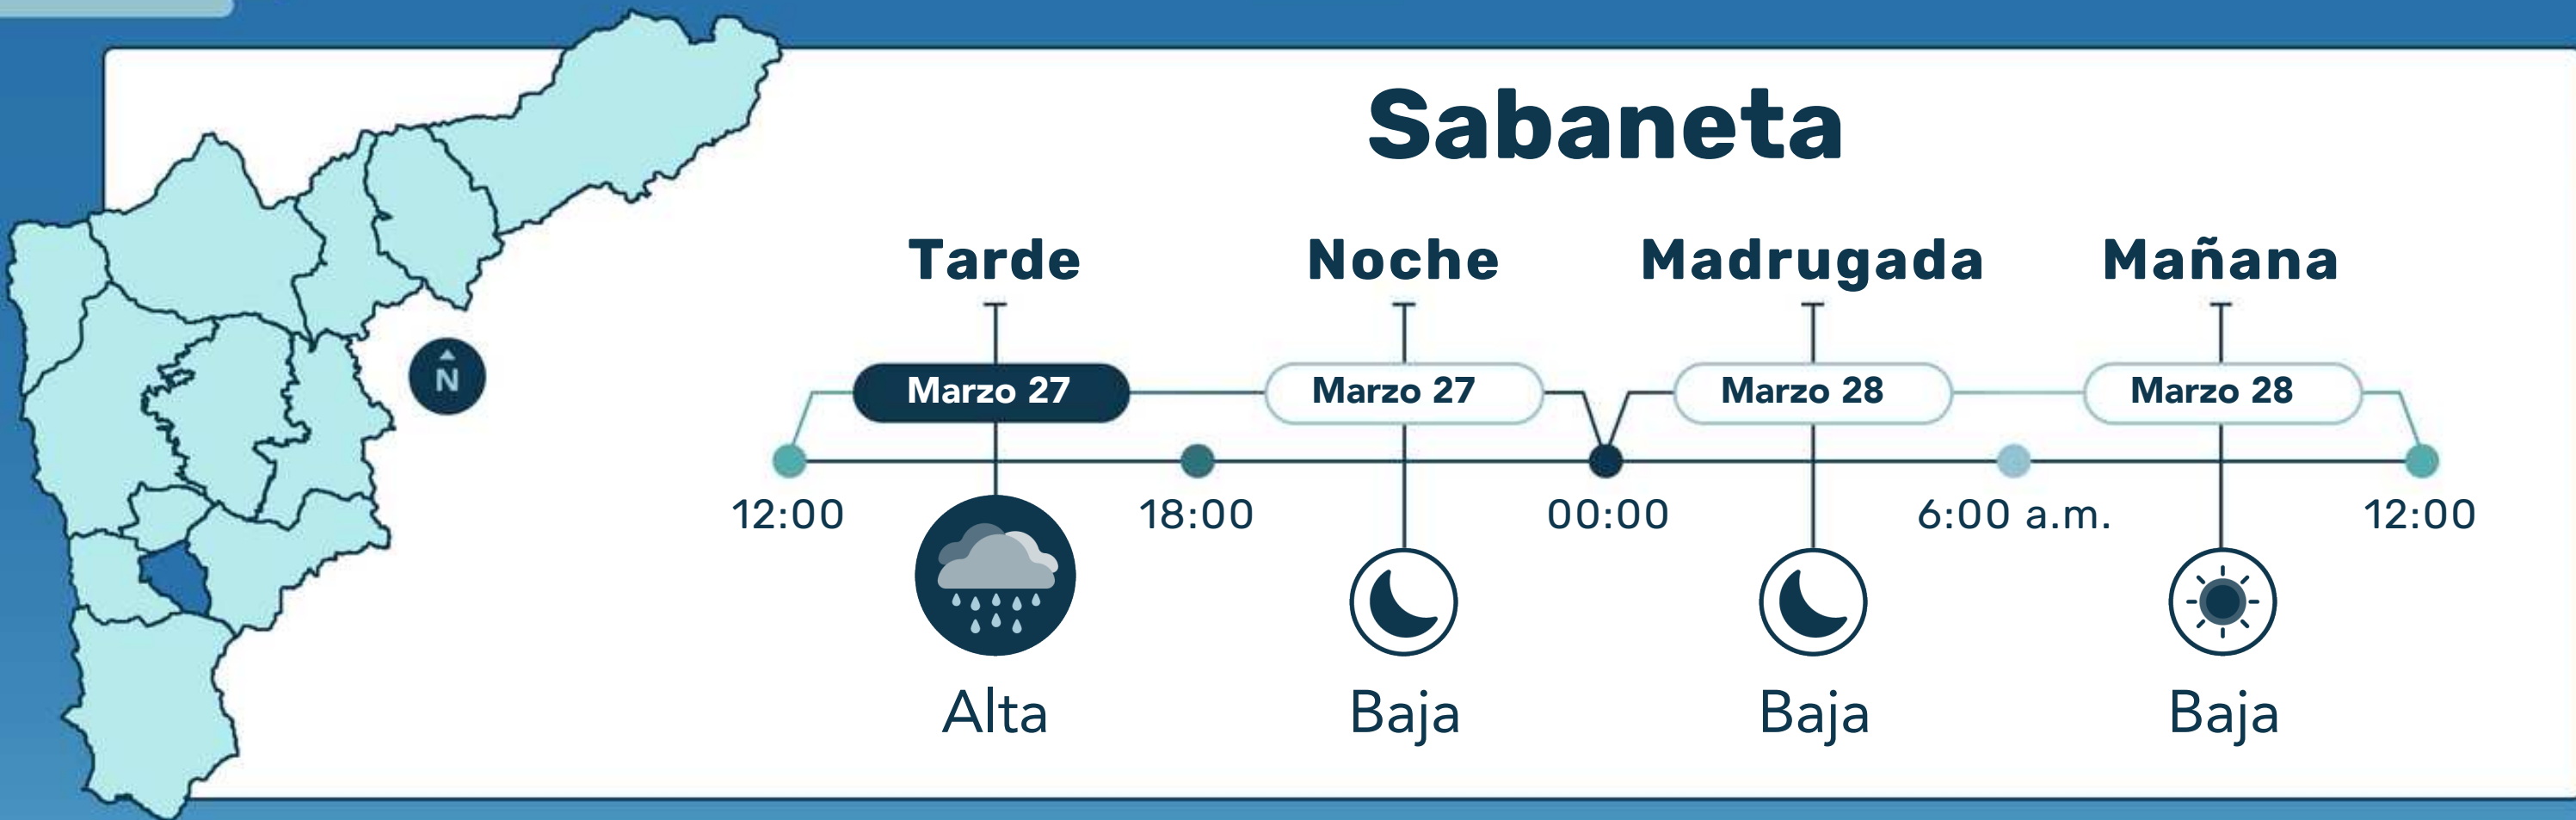 Sabaneta
Tarde Noche Madrugada Mañana
Marzo 27 Marzo 27 Marzo 28 Marzo 28
N
12:00 18:00 00:00 6:00 a.m. 12:00
Alta Baja Baja Baja